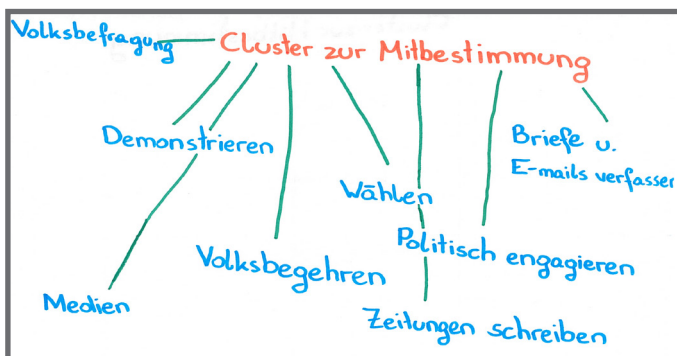 Volksbefragung
Cluster zur Mitbestimmung
Demonstrieren
Briefe u.
E-mails verfassen
Wählen
Politisch engagieren
Volksbegehren
Medien
Zeitungen schreiben